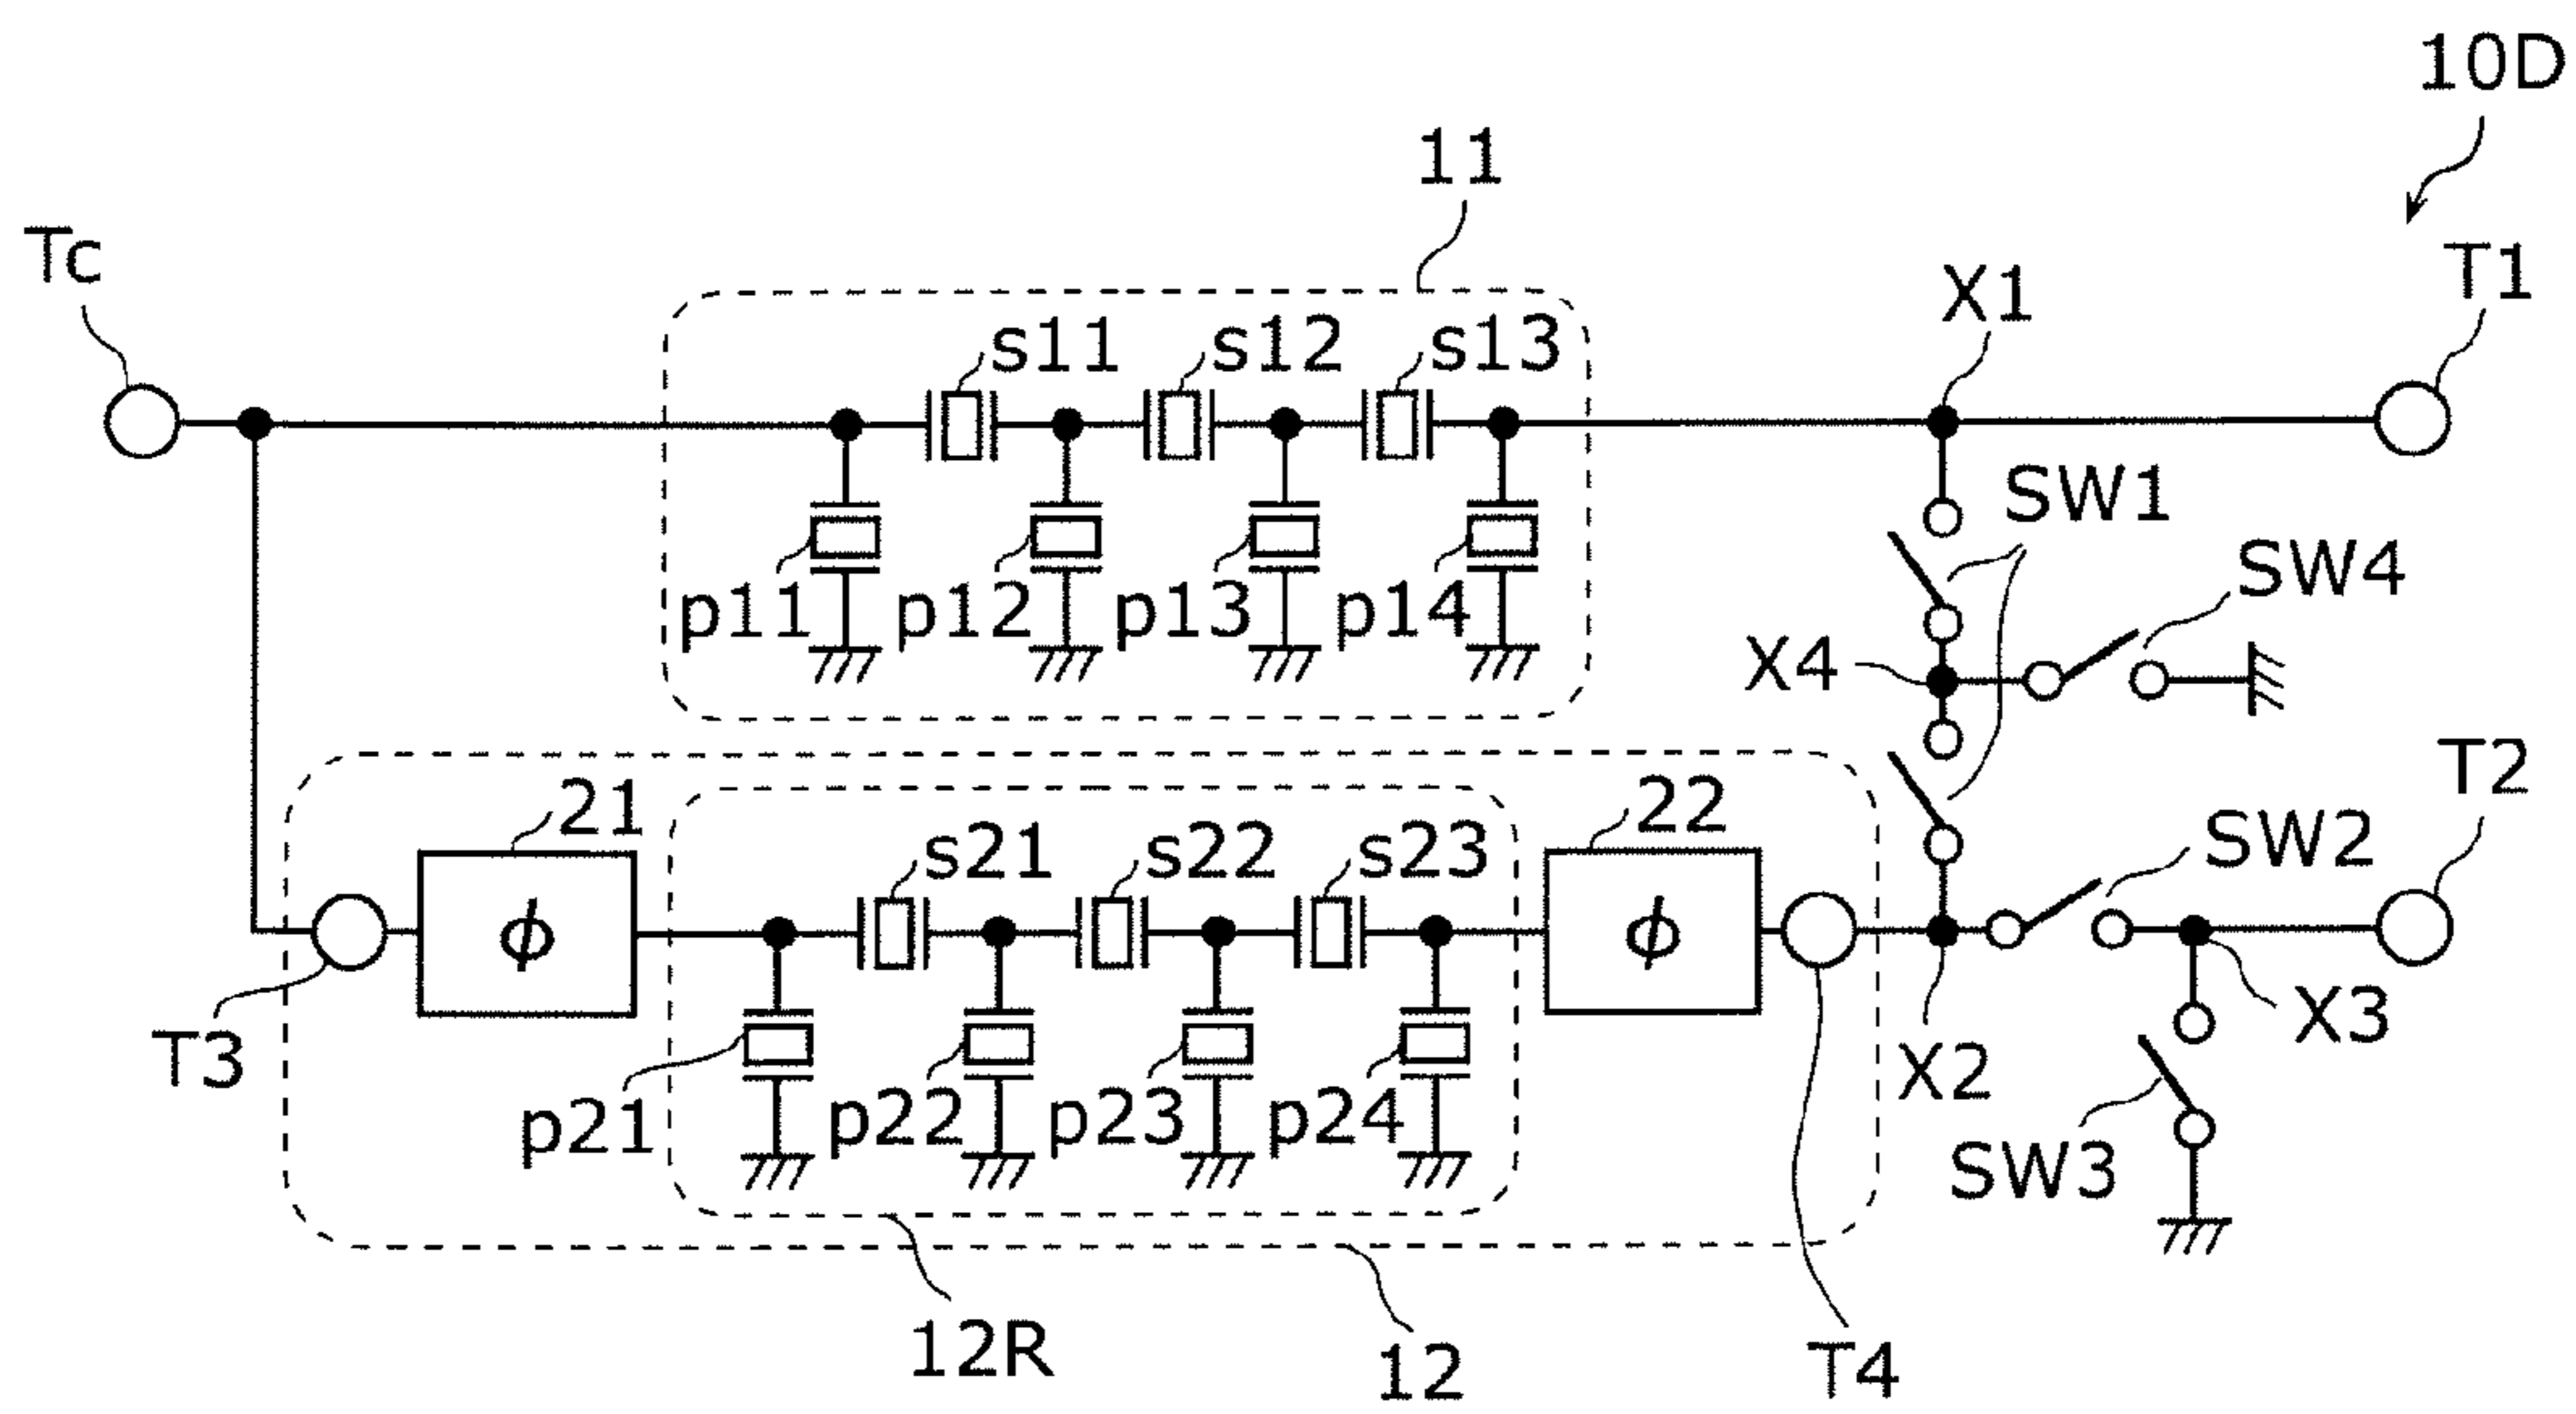 10D
11
Tc
X1
T1
s11 s12 s13
SW1
SW4
p11 p12 p13 p14
X4
21
22
T2
s21 s22 s23
SW2
ϕ
ϕ
X3
T3
X2
p21 p22 p23 p24
SW3
12R
12
T4